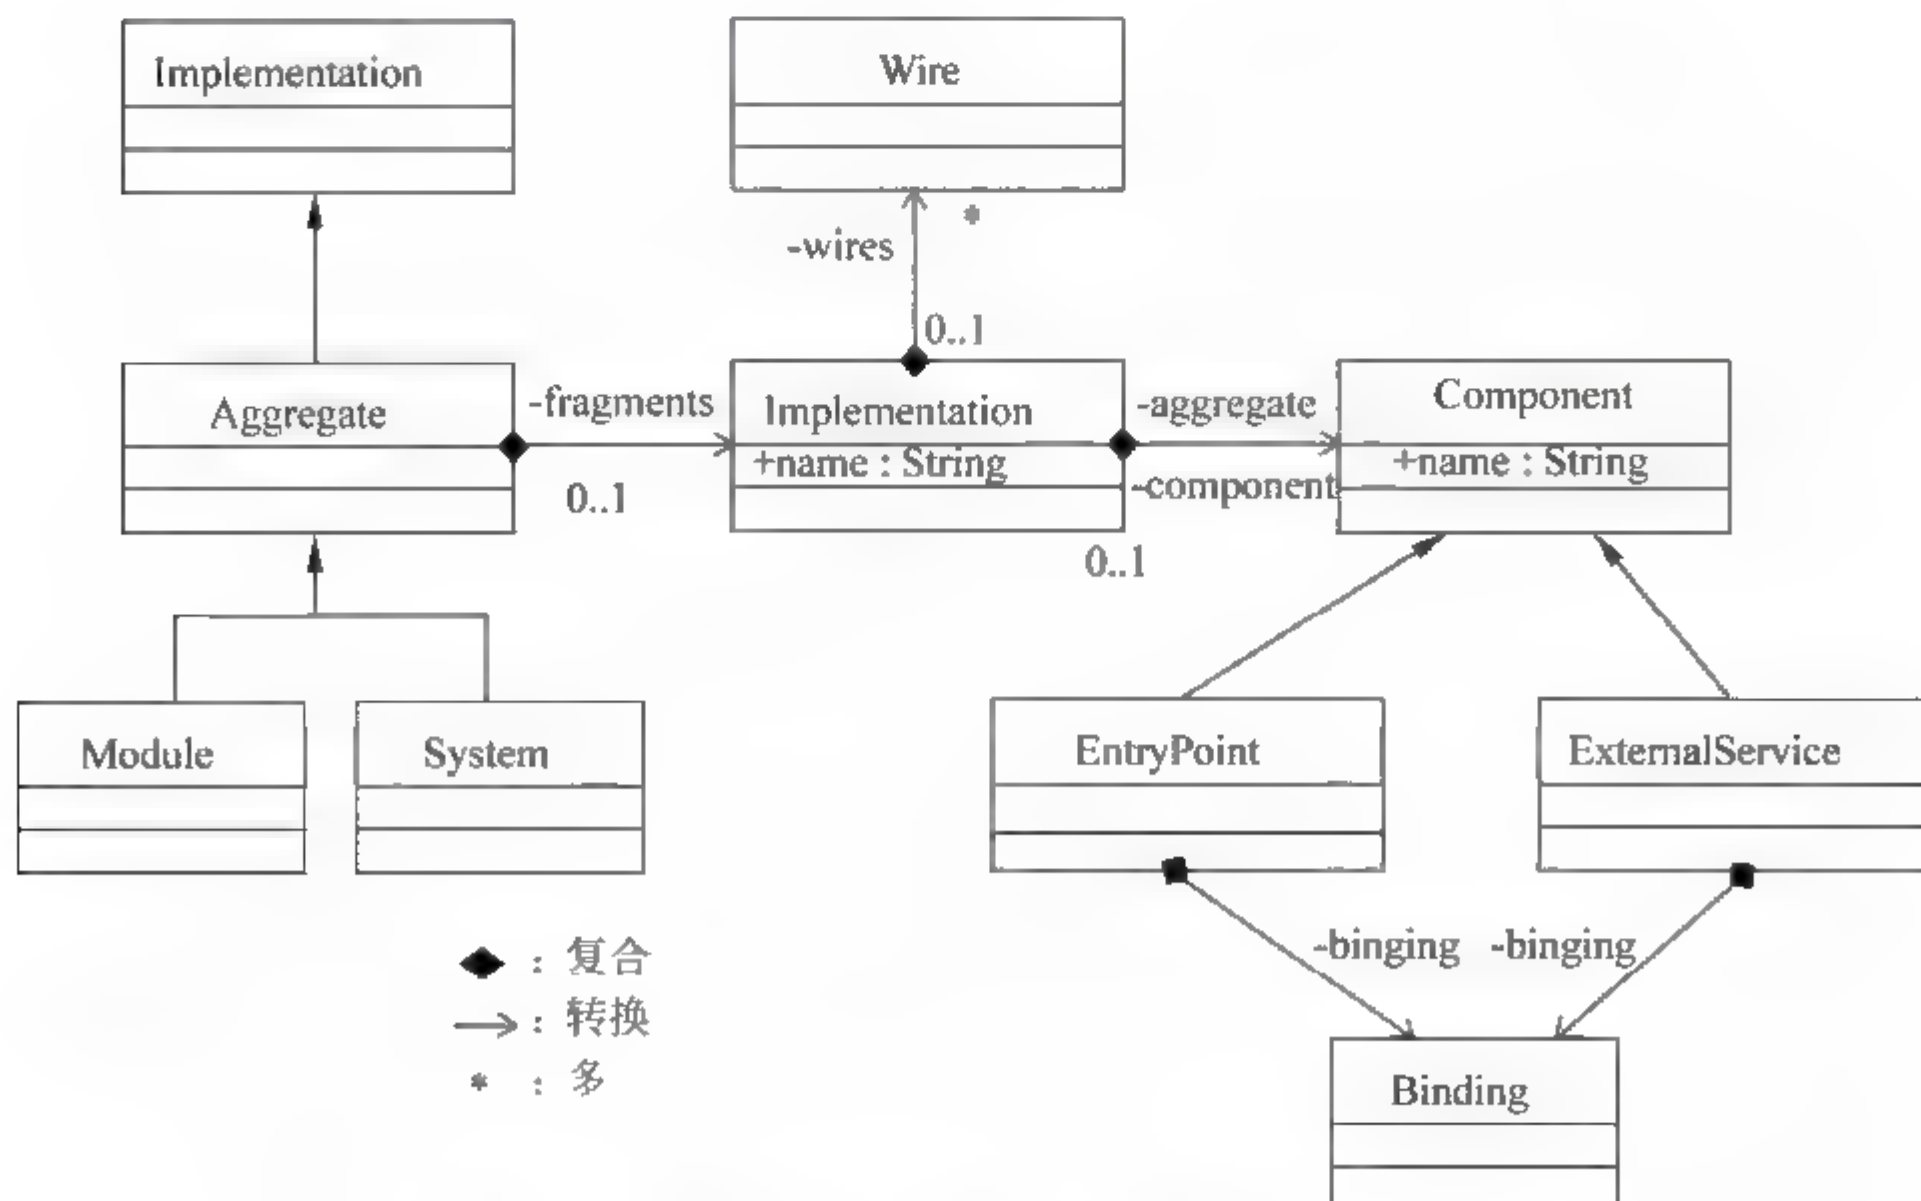 Implementation
Wire
*
-wires
0..1
Aggregate
-fragments
0..1
Implementation
+name : String
-aggregate
-component
0..1
Component
+name : String
Module
System
EntryPoint
ExternalService
◆ : 复合
→ : 转换
* : 多
-binging
-binging
Binding